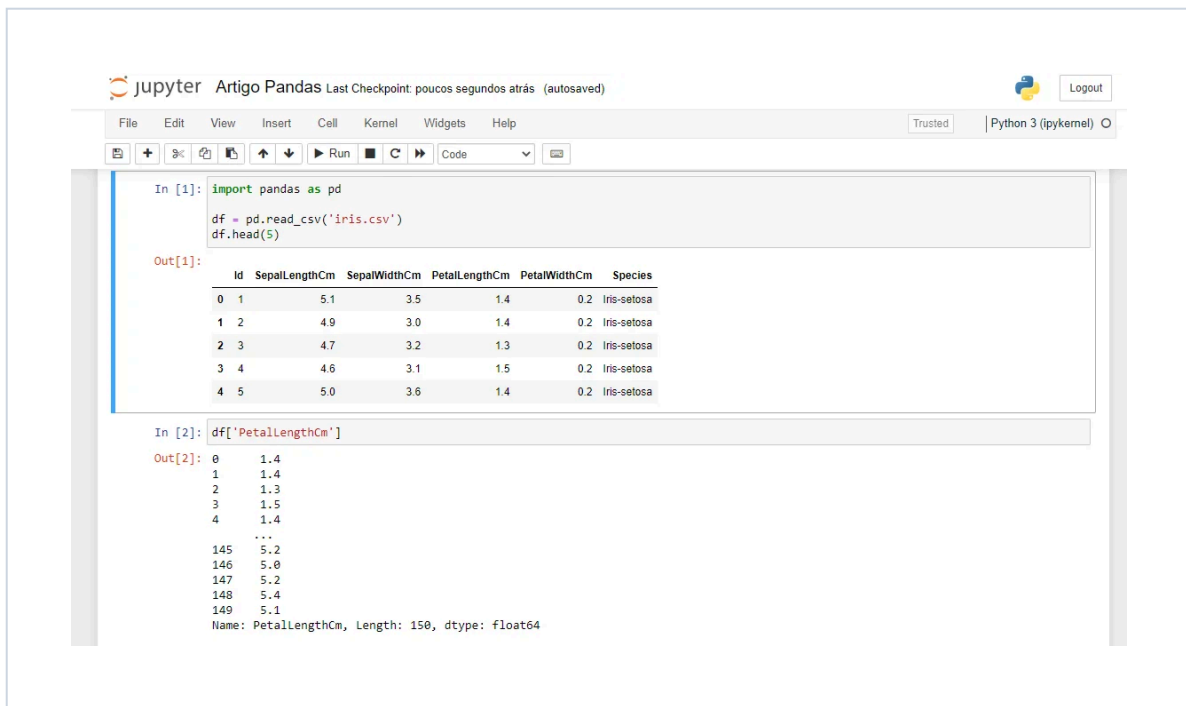 jupyter Artigo Pandas Last Checkpoint: poucos segundos atrás (autosaved)
Logout
File Edit View Insert Cell Kernel Widgets Help
Trusted
Python 3 (ipykernel)
Run
Code
In [1]: import pandas as pd
df = pd.read_csv('iris.csv')
df.head(5)
Out[1]:
Id SepalLengthCm SepalWidthCm PetalLengthCm PetalWidthCm Species
0 1 5.1 3.5 1.4 0.2 Iris-setosa
1 2 4.9 3.0 1.4 0.2 Iris-setosa
2 3 4.7 3.2 1.3 0.2 Iris-setosa
3 4 4.6 3.1 1.5 0.2 Iris-setosa
4 5 5.0 3.6 1.4 0.2 Iris-setosa
In [2]: df['PetalLengthCm']
Out[2]: 0 1.4
1 1.4
2 1.3
3 1.5
4 1.4
...
145 5.2
146 5.0
147 5.2
148 5.4
149 5.1
Name: PetalLengthCm, Length: 150, dtype: float64